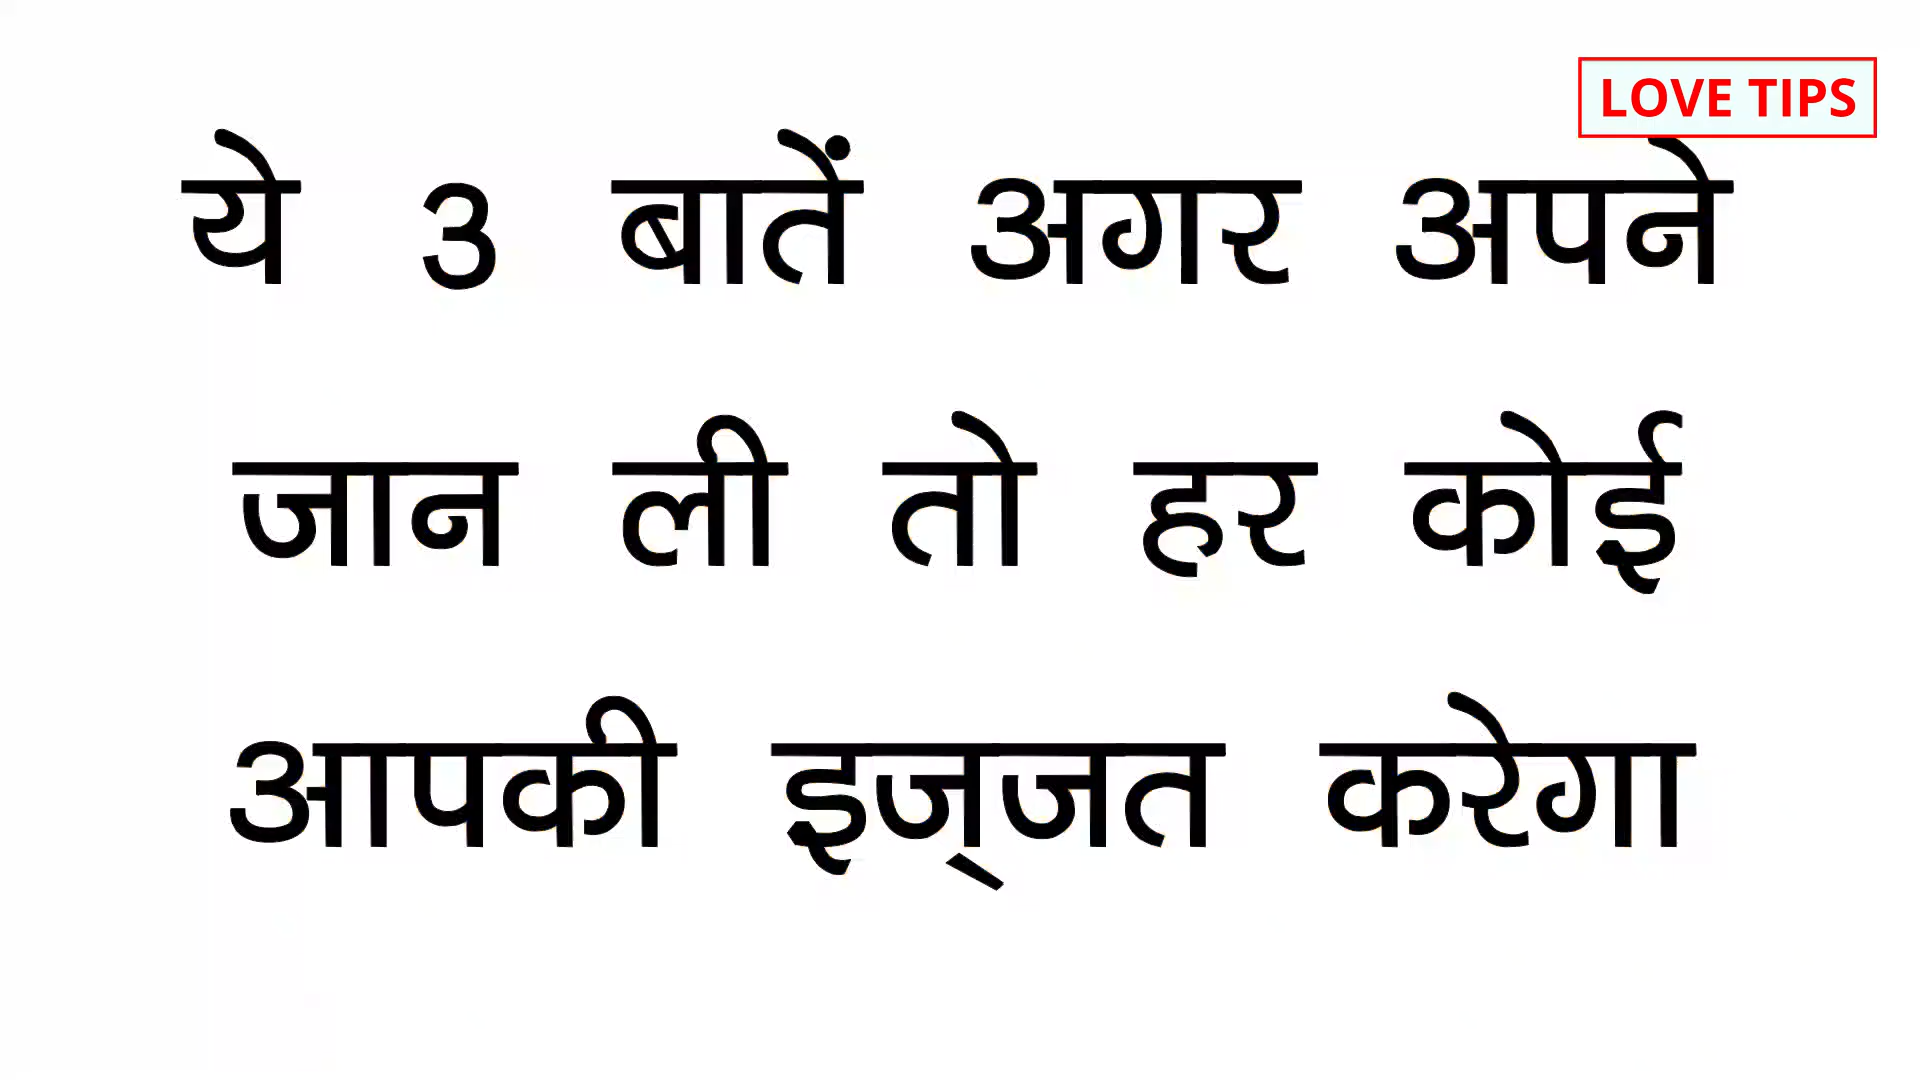 LOVE TIPS
ये 3 बातें अगर अपने
जान ली तो हर कोई
आपकी इज्‌जत करेगा